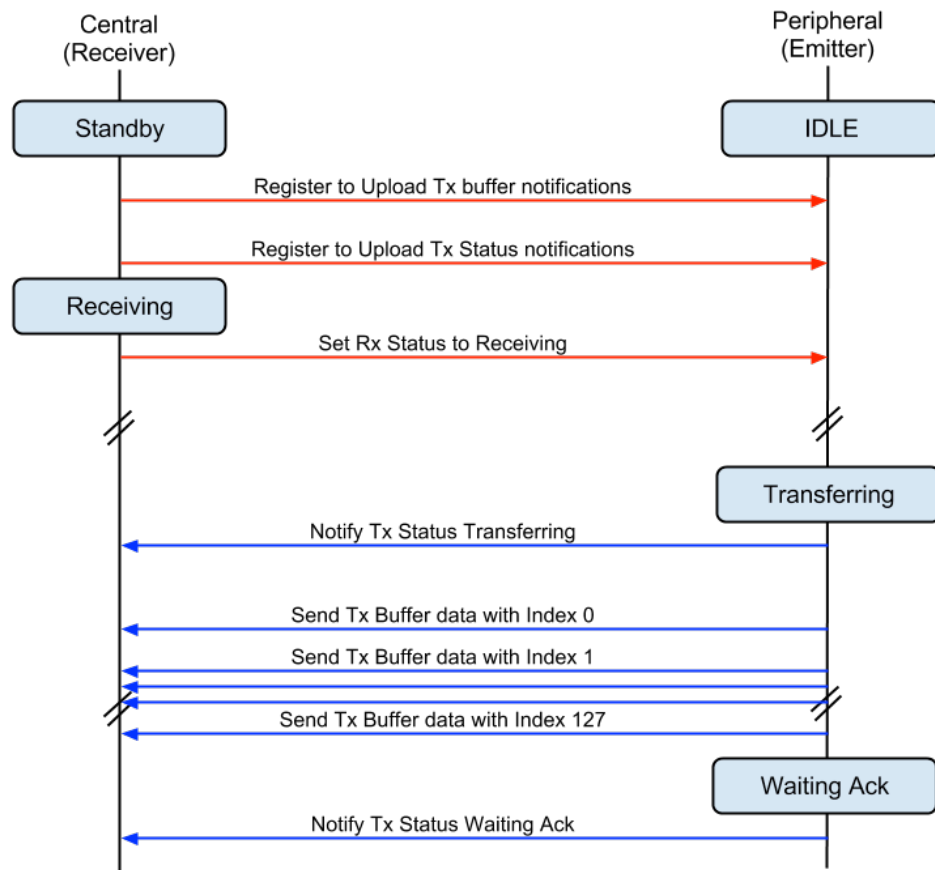 Central
(Receiver)
Peripheral
(Emitter)
Standby
IDLE
Register to Upload Tx buffer notifications
Register to Upload Tx Status notifications
Receiving
Set Rx Status to Receiving
Transferring
Notify Tx Status Transferring
Send Tx Buffer data with Index 0
Send Tx Buffer data with Index 1
Send Tx Buffer data with Index 127
Waiting Ack
Notify Tx Status Waiting Ack